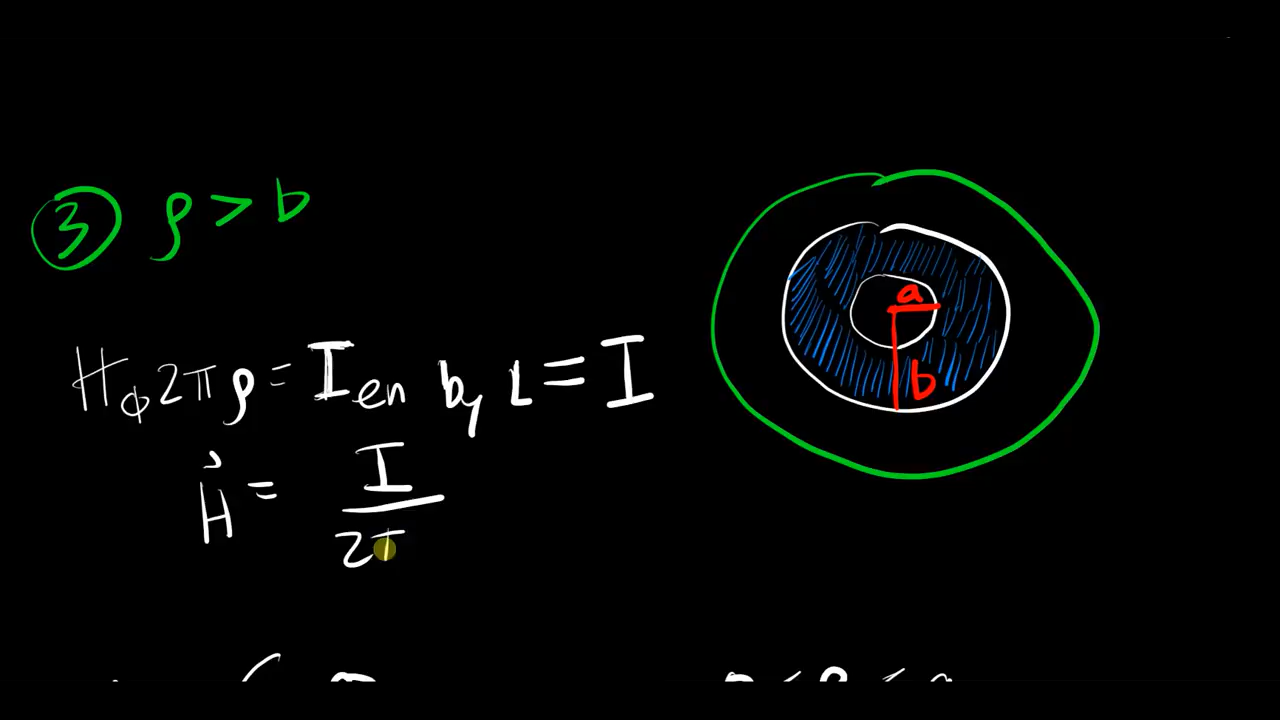 ③ ρ > b
a
H_φ 2πρ = I_en by L = I
b
H⃗ = I / 2π